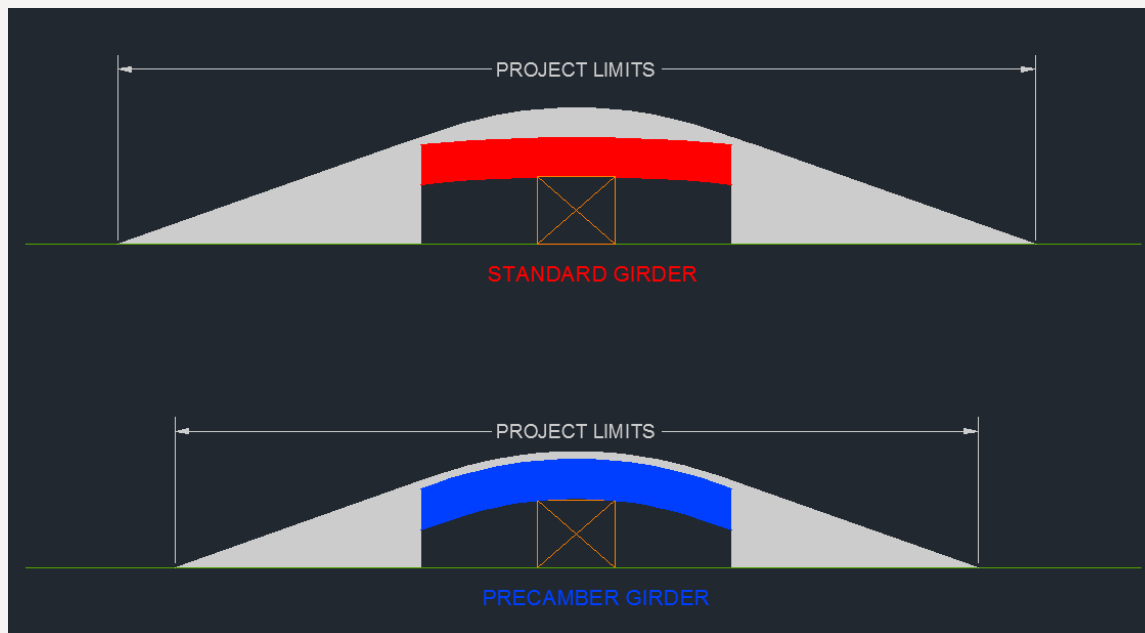 PROJECT LIMITS
STANDARD GIRDER
PROJECT LIMITS
PRECAMBER GIRDER